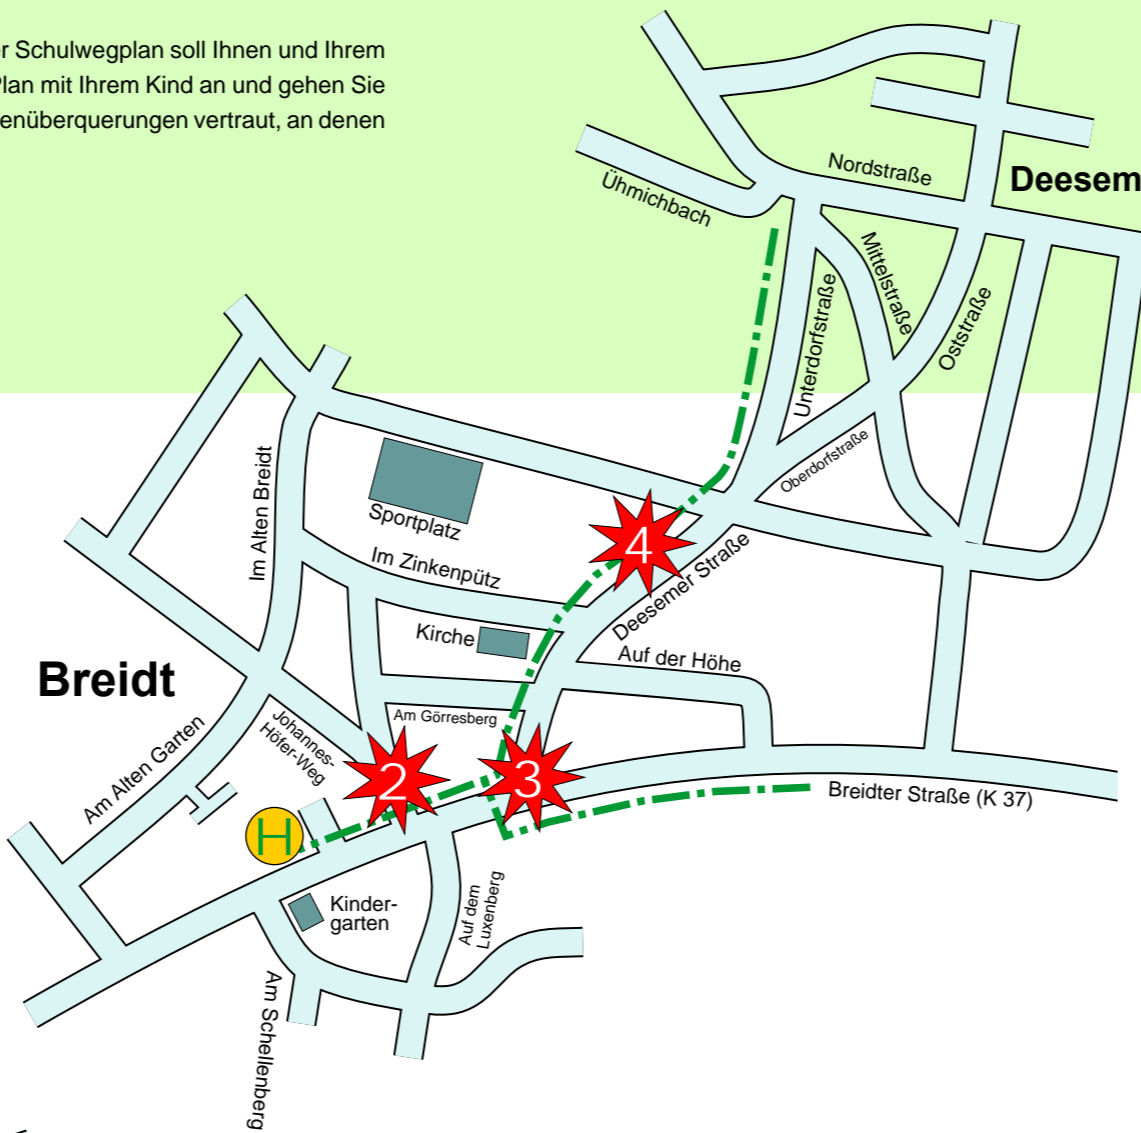 er Schulwegplan soll Ihnen und Ihrem
Plan mit Ihrem Kind an und gehen Sie
enüberquerungen vertraut, an denen
Nordstraße
Deesem
Ühmichbach
Mittelstraße
Unterdorfstraße
Oststraße
Oberdorfstraße
Im Alten Breidt
Sportplatz
4
Im Zinkenpütz
Deesemer Straße
Kirche
Auf der Höhe
Breidt
Am Görresberg
Johannes-
Höfer-Weg
Am Alten Garten
2
3
Breidter Straße (K 37)
H
Kinder-
garten
Auf dem
Luxenberg
Am Schellenberg